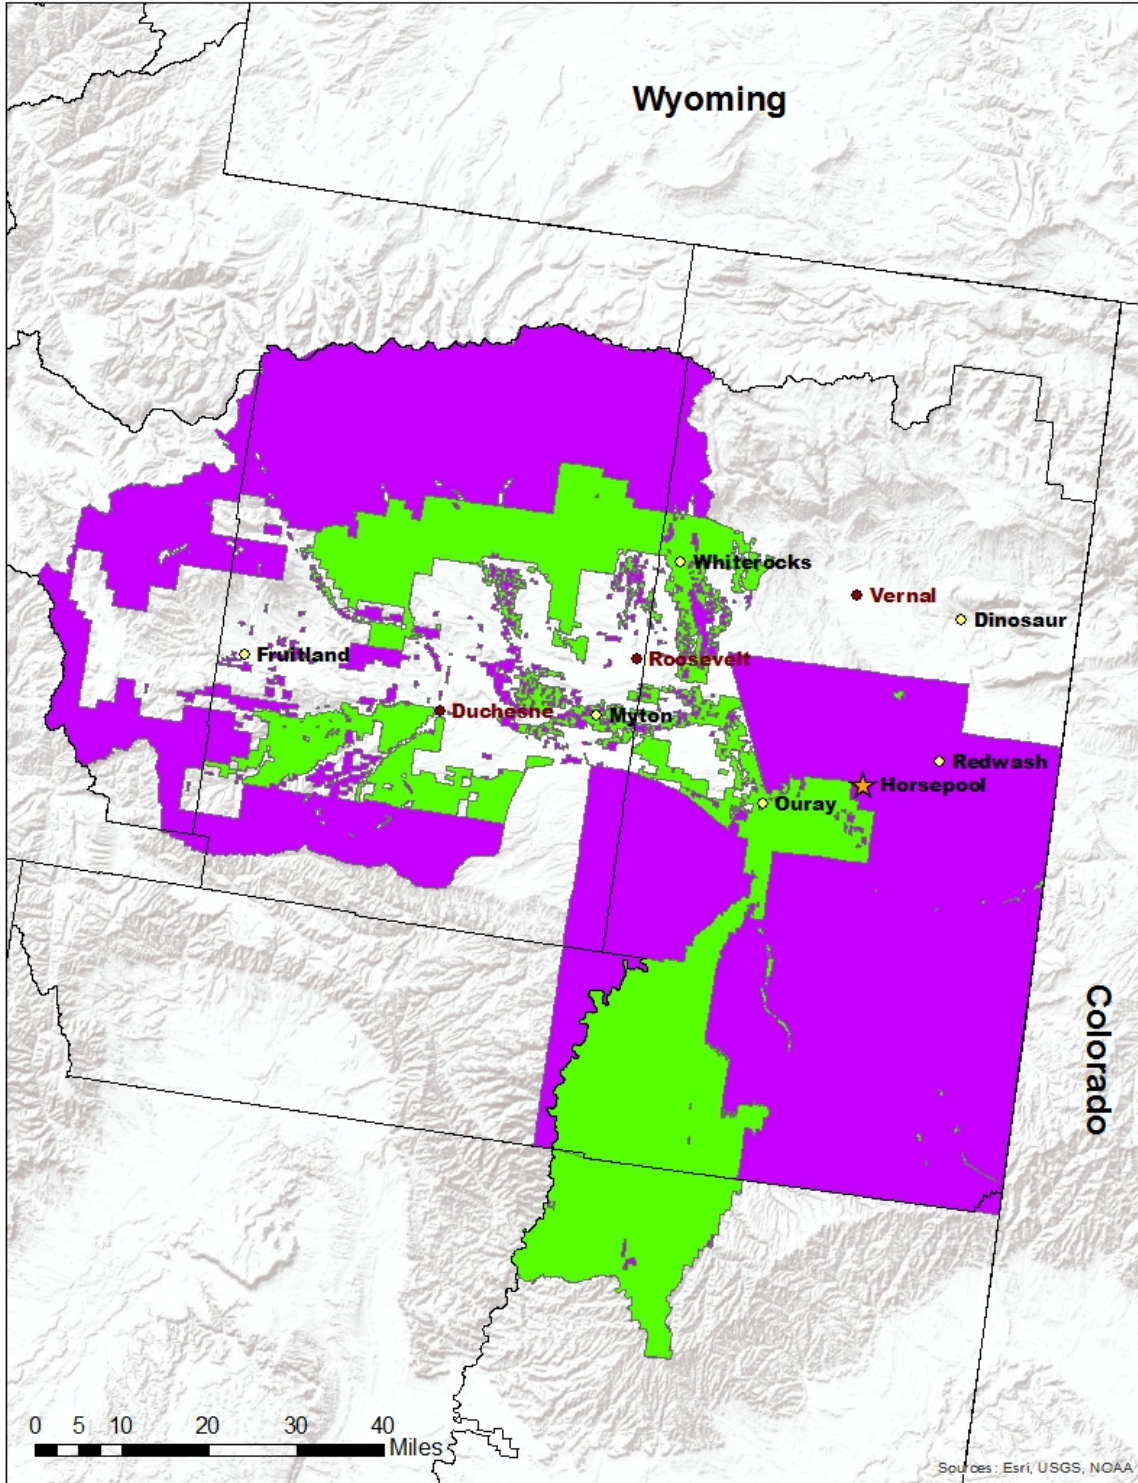 Wyoming
Whiterocks
Vernal
Dinosaur
Fruitland
Roosevelt
Duchesne
Myton
Redwash
Horsepool
Ouray
Colorado
0 5 10 20 30 40
Miles
Sources: Esri, USGS, NOAA